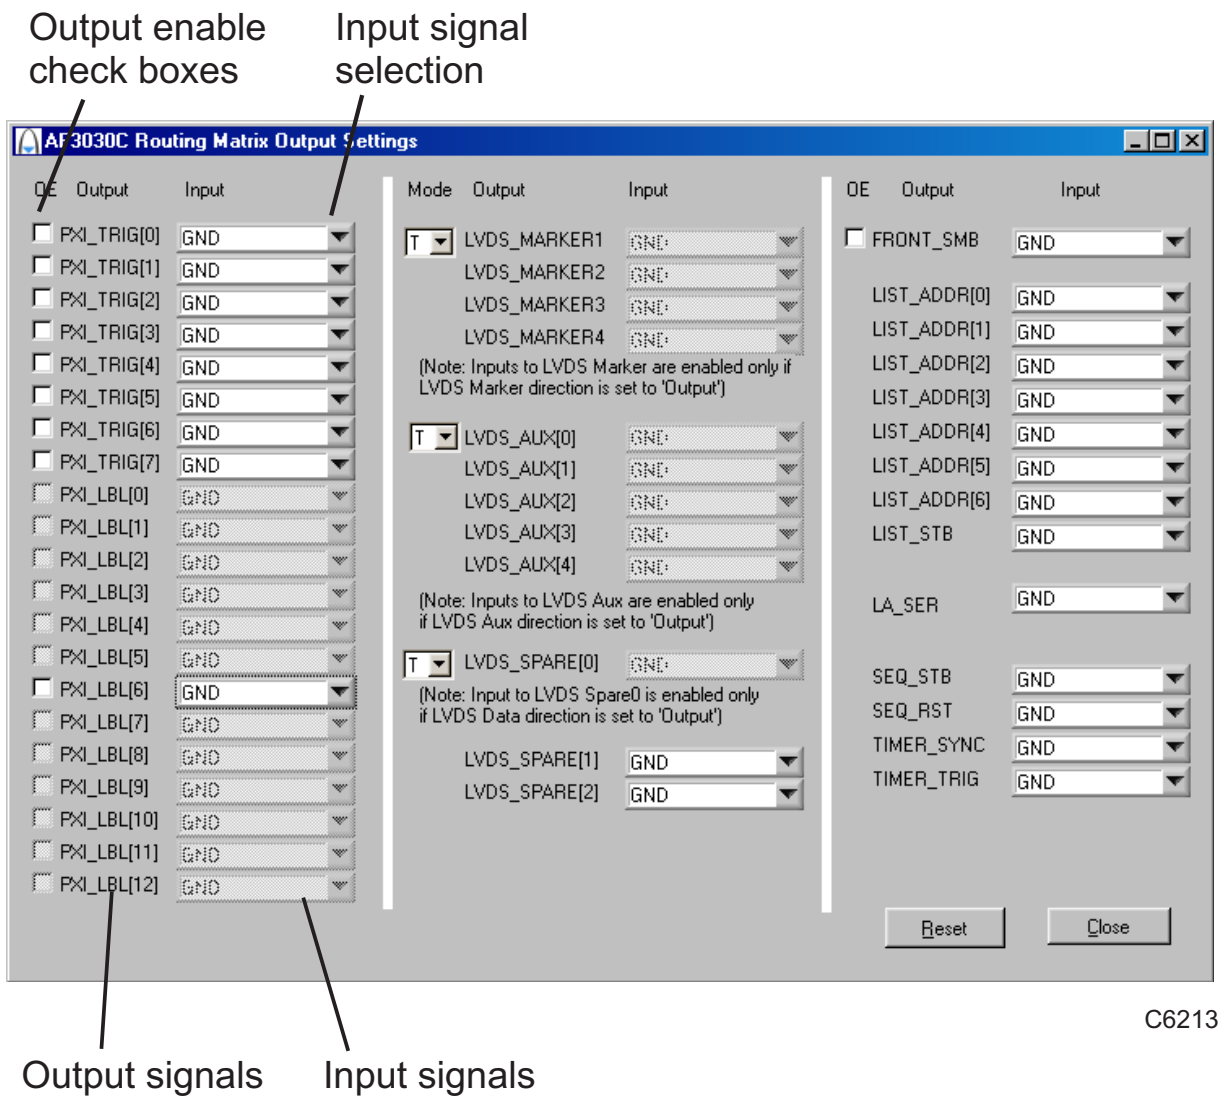 Output enable
check boxes
Input signal
selection
AF3030C Routing Matrix Output Settings
OE Output Input
PXI_TRIG[0] GND
PXI_TRIG[1] GND
PXI_TRIG[2] GND
PXI_TRIG[3] GND
PXI_TRIG[4] GND
PXI_TRIG[5] GND
PXI_TRIG[6] GND
PXI_TRIG[7] GND
PXI_LBL[0] GND
PXI_LBL[1] GND
PXI_LBL[2] GND
PXI_LBL[3] GND
PXI_LBL[4] GND
PXI_LBL[5] GND
PXI_LBL[6] GND
PXI_LBL[7] GND
PXI_LBL[8] GND
PXI_LBL[9] GND
PXI_LBL[10] GND
PXI_LBL[11] GND
PXI_LBL[12] GND
Mode Output Input
T LVDS_MARKER1 GND
LVDS_MARKER2 GND
LVDS_MARKER3 GND
LVDS_MARKER4 GND
(Note: Inputs to LVDS Marker are enabled only if
LVDS Marker direction is set to 'Output')
T LVDS_AUX[0] GND
LVDS_AUX[1] GND
LVDS_AUX[2] GND
LVDS_AUX[3] GND
LVDS_AUX[4] GND
(Note: Inputs to LVDS Aux are enabled only
if LVDS Aux direction is set to 'Output')
T LVDS_SPARE[0] GND
(Note: Input to LVDS Spare0 is enabled only
if LVDS Data direction is set to 'Output')
LVDS_SPARE[1] GND
LVDS_SPARE[2] GND
OE Output Input
FRONT_SMB GND
LIST_ADDR[0] GND
LIST_ADDR[1] GND
LIST_ADDR[2] GND
LIST_ADDR[3] GND
LIST_ADDR[4] GND
LIST_ADDR[5] GND
LIST_ADDR[6] GND
LIST_STB GND
LA_SER GND
SEQ_STB GND
SEQ_RST GND
TIMER_SYNC GND
TIMER_TRIG GND
Reset Close
C6213
Output signals Input signals